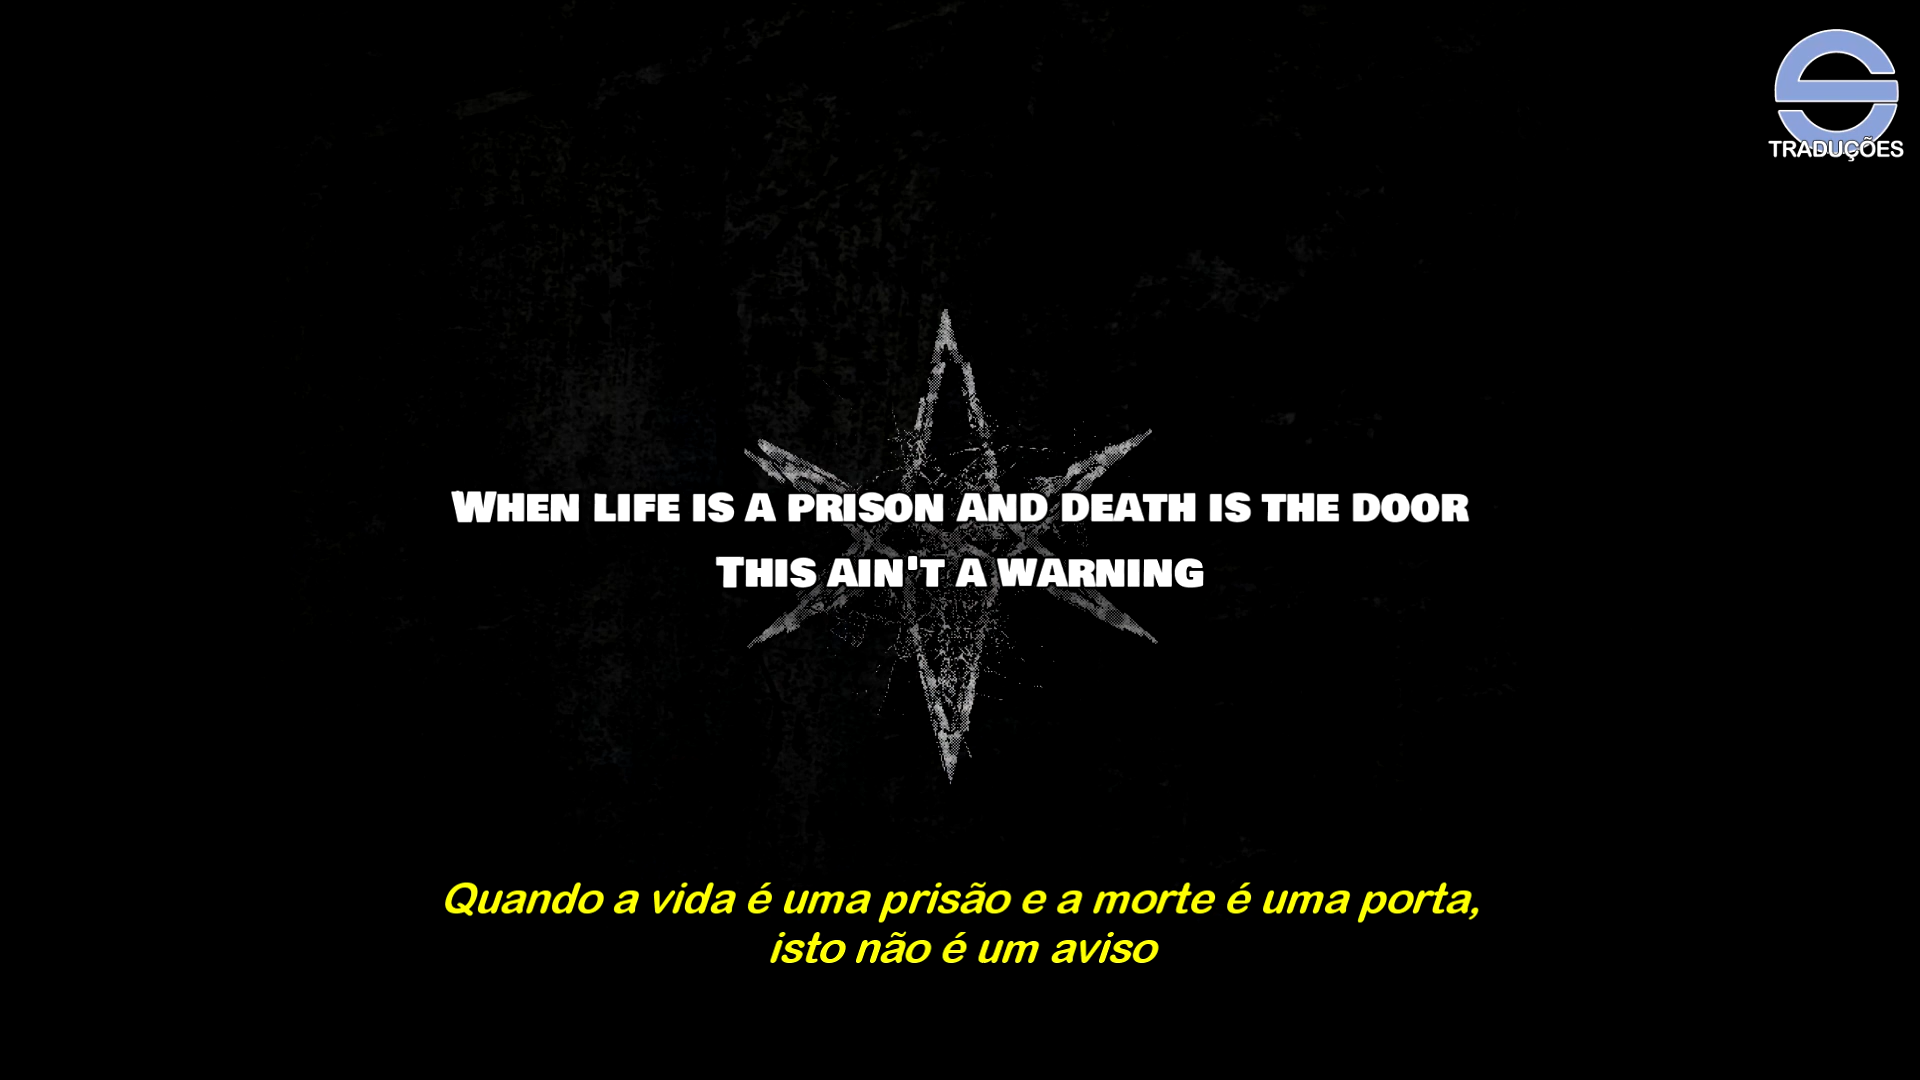 TRADUÇÕES
WHEN LIFE IS A PRISON AND DEATH IS THE DOOR
THIS AIN'T A WARNING
Quando a vida é uma prisão e a morte é uma porta,
isto não é um aviso